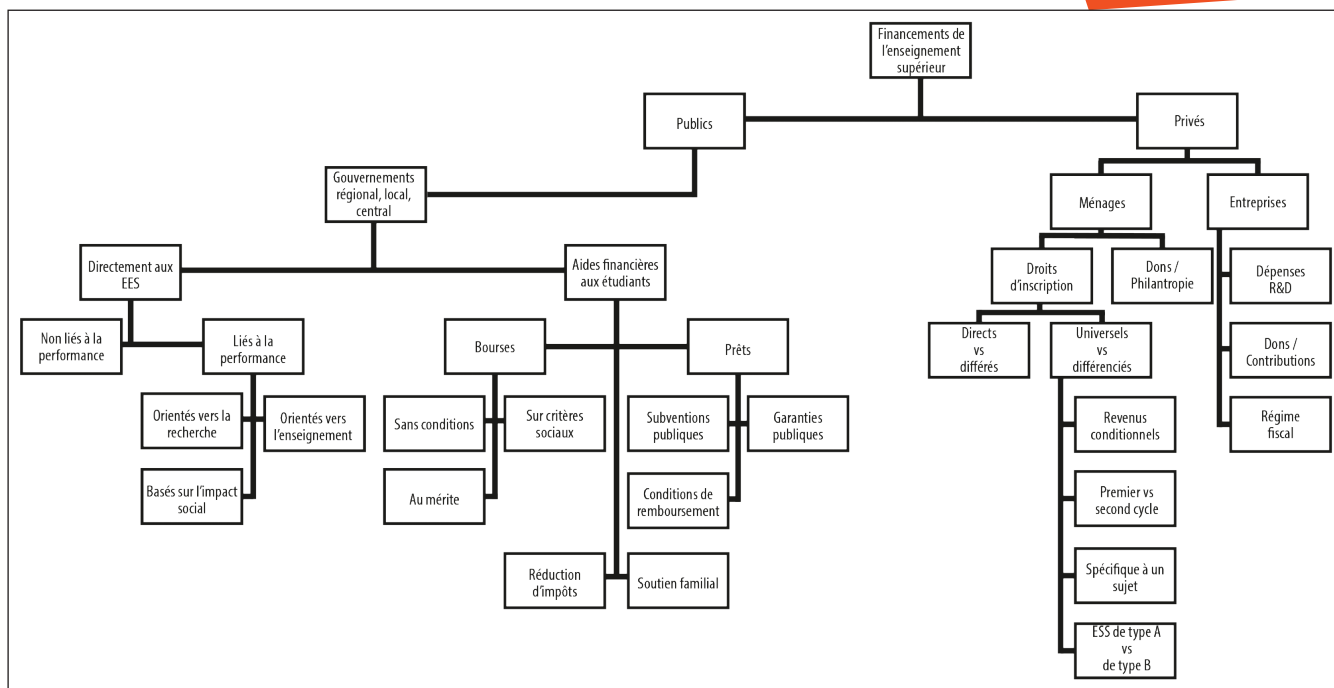 Financements de
l'enseignement
supérieur
Publics
Privés
Gouvernements
régional, local,
central
Ménages
Entreprises
Directement aux
EES
Aides financières
aux étudiants
Droits
d'inscription
Dons /
Philantropie
Dépenses
R&D
Non liés à la
performance
Liés à la
performance
Bourses
Prêts
Directs
vs
différés
Universels
vs
différenciés
Dons /
Contributions
Orientés vers la
recherche
Orientés vers
l'enseignement
Sans conditions
Sur critères
sociaux
Subventions
publiques
Garanties
publiques
Revenus
conditionnels
Régime
fiscal
Basés sur l'impact
social
Au mérite
Conditions de
remboursement
Premier vs
second cycle
Réduction
d'impôts
Soutien familial
Spécifique à un
sujet
ESS de type A
vs
de type B